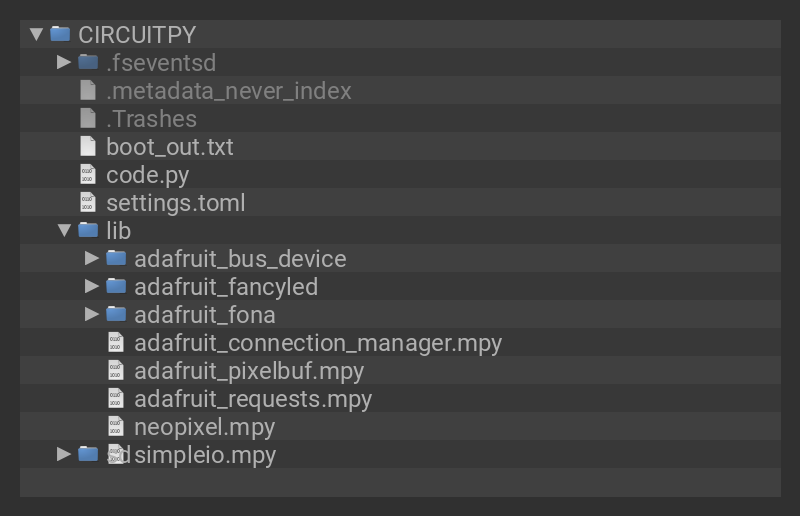 CIRCUITPY
.fseventsd
.metadata_never_index
.Trashes
boot_out.txt
code.py
settings.toml
lib
adafruit_bus_device
adafruit_fancyled
adafruit_fona
adafruit_connection_manager.mpy
adafruit_pixelbuf.mpy
adafruit_requests.mpy
neopixel.mpy
sd simpleio.mpy